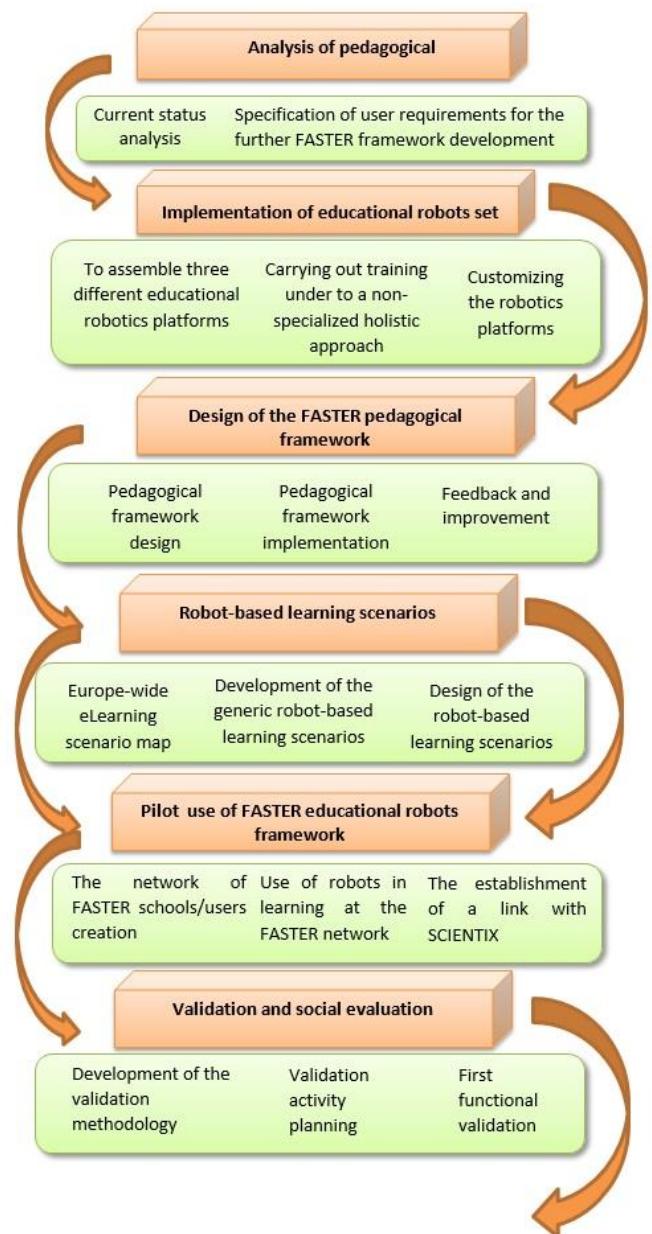 Analysis of pedagogical
Current status
analysis
Specification of user requirements for the
further FASTER framework development
Implementation of educational robots set
To assemble three
different educational
robotics platforms
Carrying out training
under to a non-
specialized holistic
approach
Customizing
the robotics
platforms
Design of the FASTER pedagogical
framework
Pedagogical
framework
design
Pedagogical
framework
implementation
Feedback and
improvement
Robot-based learning scenarios
Europe-wide
eLearning
scenario map
Development of the
generic robot-based
learning scenarios
Design of the
robot-based
learning scenarios
Pilot use of FASTER educational robots
framework
The network of
FASTER schools/users
creation
Use of robots in
learning at the
FASTER network
The establishment
of a link with
SCIENTIX
Validation and social evaluation
Development of the
validation
methodology
Validation
activity
planning
First
functional
validation